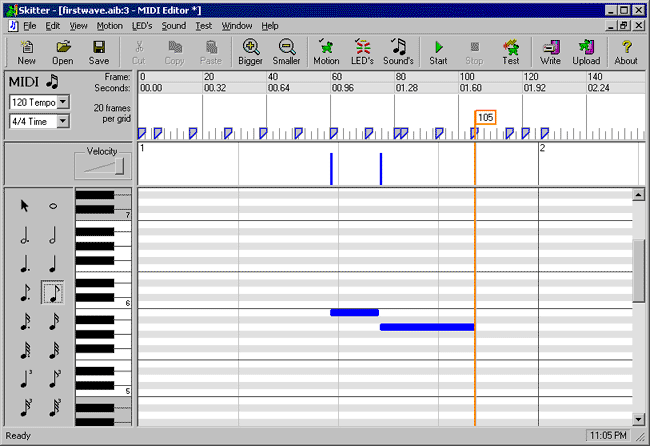 Skitter - [firstwave.aib:3 - MIDI Editor *]
File Edit View Motion LED's Sound Test Window Help
New Open Save Cut Copy Paste Bigger Smaller Motion LED's Sound's Start Stop Test Write Upload About
MIDI
Frame: 0 20 40 60 80 100 120 140
Seconds: 00.00 00.32 00.64 00.96 01.28 01.60 01.92 02.24
120 Tempo
4/4 Time
20 frames
per grid
105
Velocity
1 2
7
6
5
3 3
Ready 11:05 PM